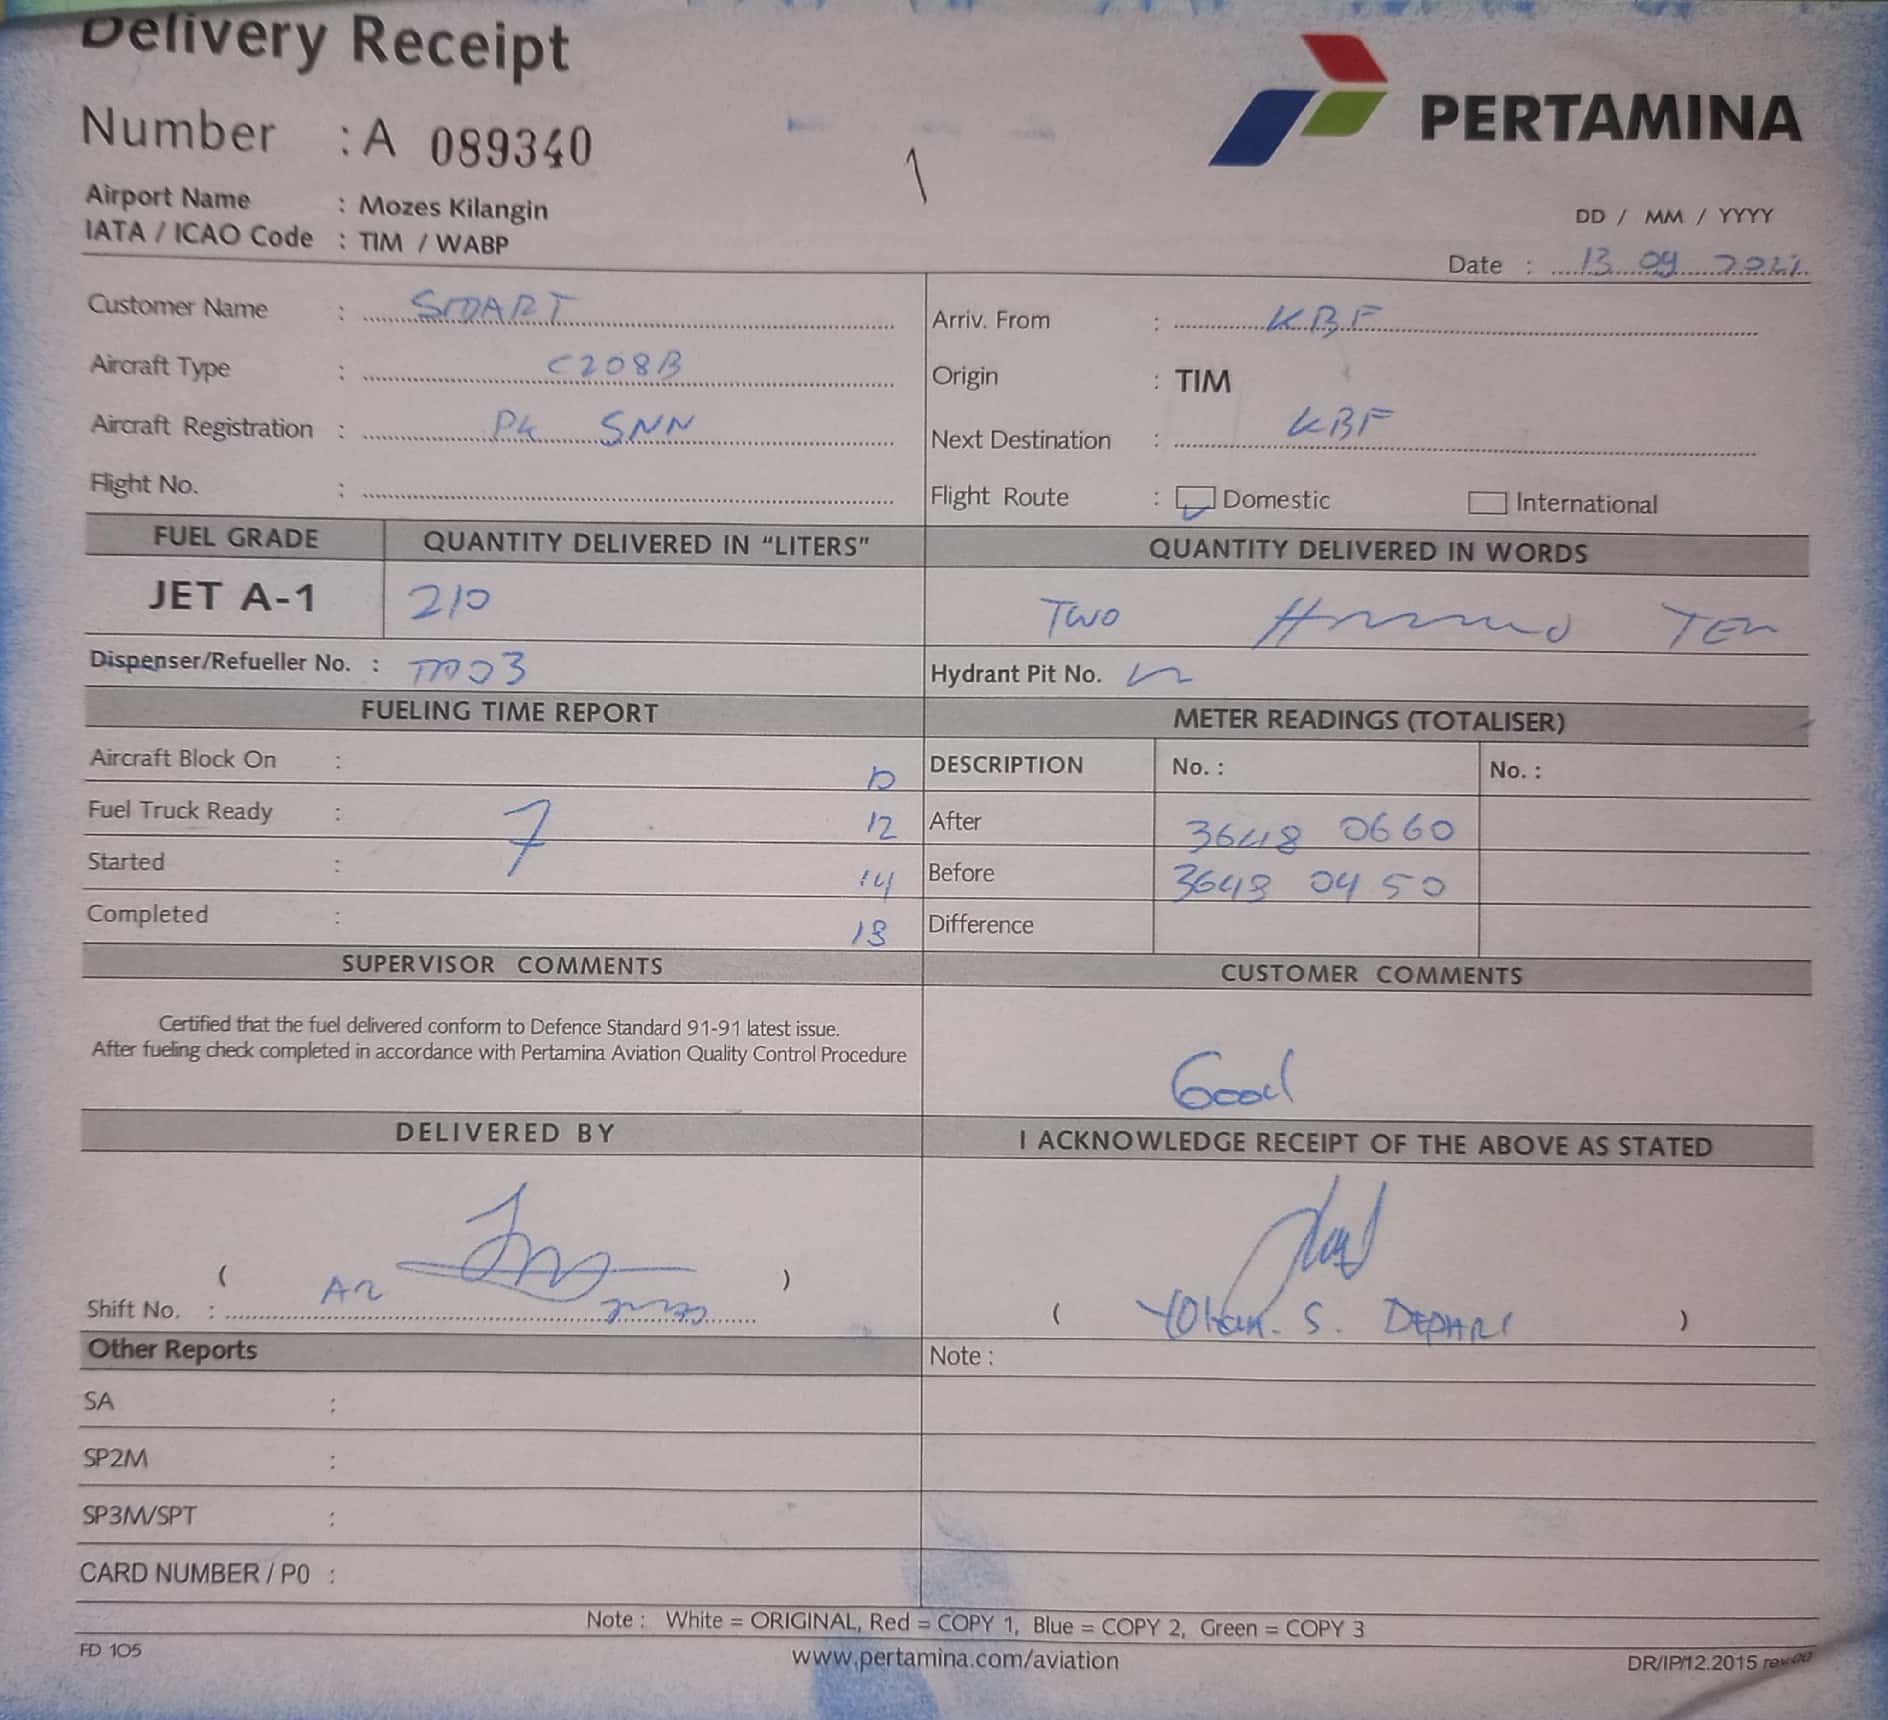 Delivery Receipt
PERTAMINA
Number : A 089340
1
Airport Name : Mozes Kilangin
IATA / ICAO Code : TIM / WABP
DD / MM / YYYY
Date : 13 09 2021
Customer Name : SMART
Arriv. From : KBF
Aircraft Type : C208B
Origin : TIM
Aircraft Registration : PK SNN
Next Destination : KBF
Flight No. :
Flight Route : Domestic International
FUEL GRADE QUANTITY DELIVERED IN "LITERS" QUANTITY DELIVERED IN WORDS
JET A-1 210 TWO Hundred TEN
Dispenser/Refueller No. : TM03 Hydrant Pit No.
FUELING TIME REPORT METER READINGS (TOTALISER)
Aircraft Block On : 10 DESCRIPTION No. : No. :
Fuel Truck Ready : 7 12 After 3648 0660
Started : 14 Before 3648 0450
Completed : 18 Difference
SUPERVISOR COMMENTS CUSTOMER COMMENTS
Certified that the fuel delivered conform to Defence Standard 91-91 latest issue.
After fueling check completed in accordance with Pertamina Aviation Quality Control Procedure
Good
DELIVERED BY I ACKNOWLEDGE RECEIPT OF THE ABOVE AS STATED
( )
Shift No. :
( Yohan. S. )
Other Reports Note :
SA :
SP2M :
SP3M/SPT :
CARD NUMBER / P0 :
Note : White = ORIGINAL, Red = COPY 1, Blue = COPY 2, Green = COPY 3
FD 105 www.pertamina.com/aviation DR/IP/12.2015 rev.00